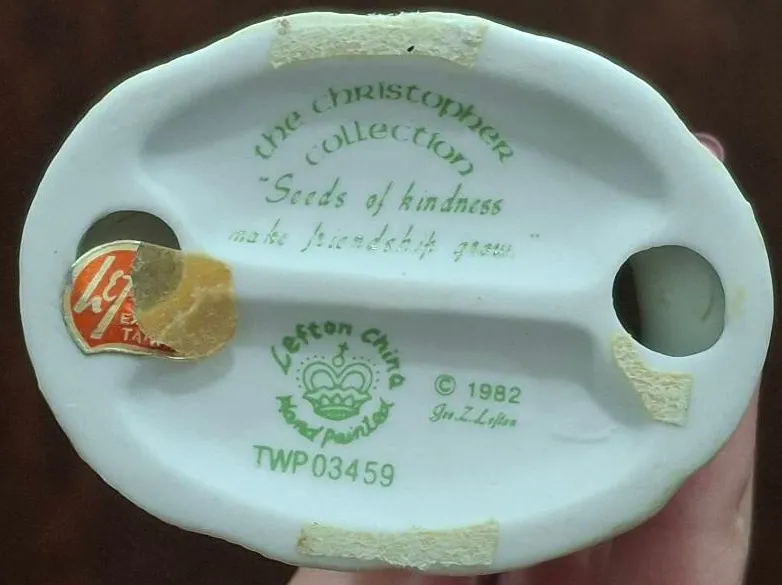 the christopher
collection
"Seeds of kindness
make friendship grow."
Lefton China
Hand painted
© 1982
Geo. Z. Lefton
TWP03459